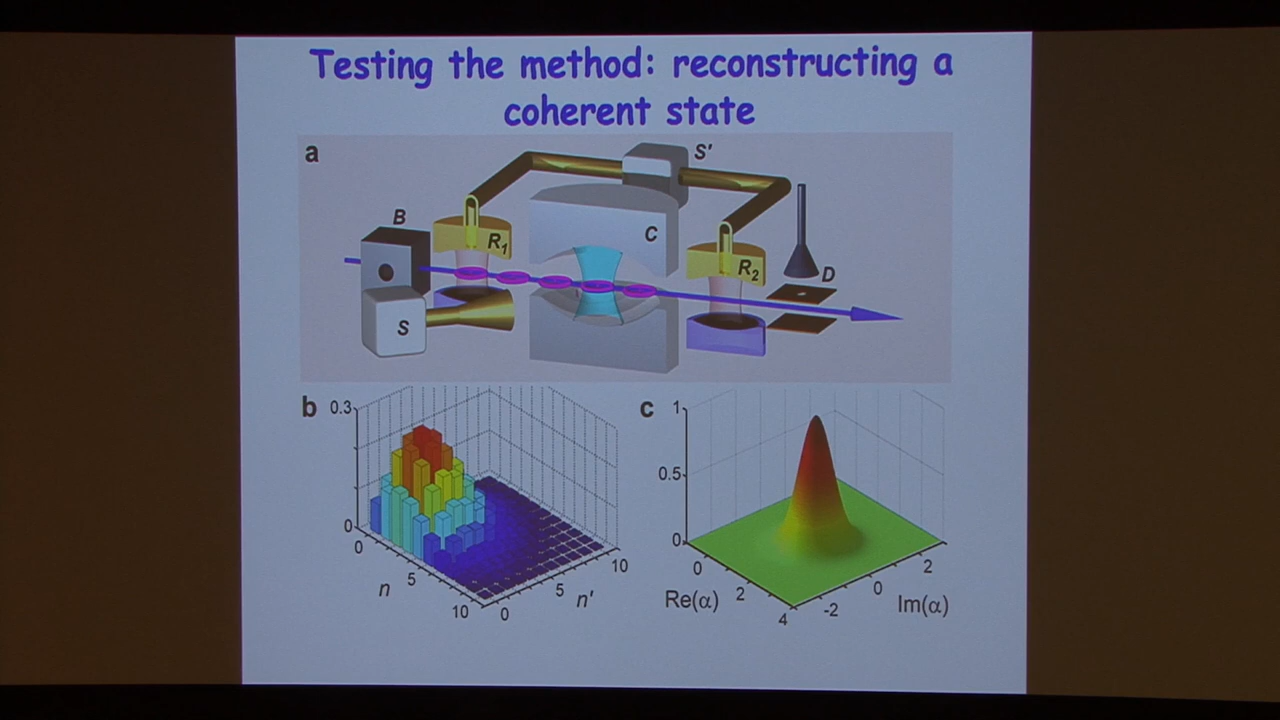 Testing the method: reconstructing a
coherent state
a
S'
B
R1
C
R2
D
S
b
0.3
0
0
5
10
n
0
5
10
n'
c
1
0.5
0
0
2
4
Re(α)
-2
0
2
Im(α)